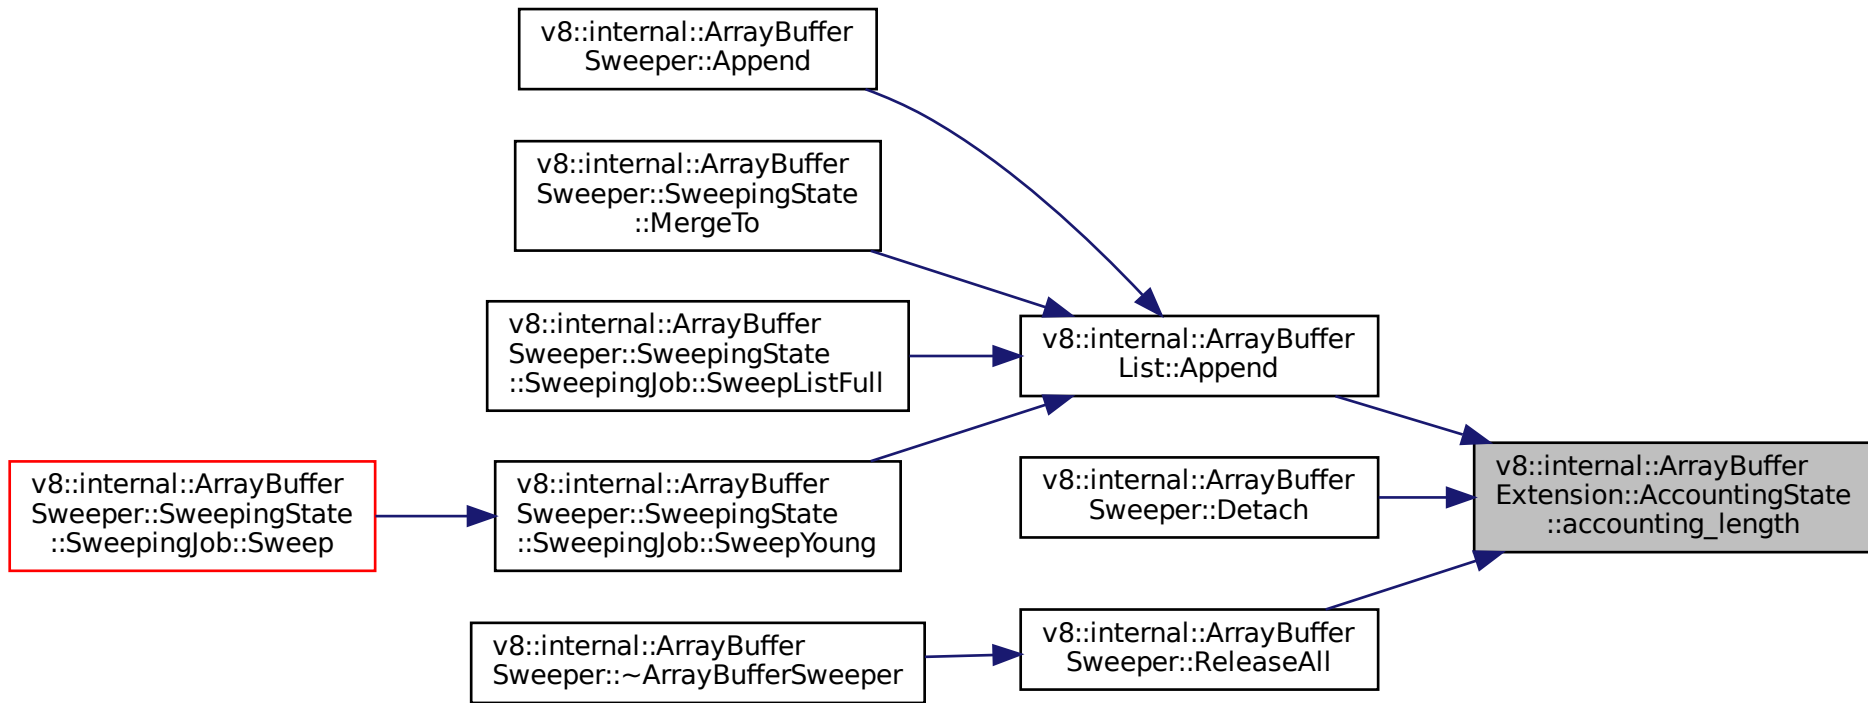 v8::internal::ArrayBuffer
Sweeper::Append
v8::internal::ArrayBuffer
Sweeper::SweepingState
::MergeTo
v8::internal::ArrayBuffer
Sweeper::SweepingState
::SweepingJob::SweepListFull
v8::internal::ArrayBuffer
List::Append
v8::internal::ArrayBuffer
Sweeper::SweepingState
::SweepingJob::Sweep
v8::internal::ArrayBuffer
Sweeper::SweepingState
::SweepingJob::SweepYoung
v8::internal::ArrayBuffer
Sweeper::Detach
v8::internal::ArrayBuffer
Extension::AccountingState
::accounting_length
v8::internal::ArrayBuffer
Sweeper::~ArrayBufferSweeper
v8::internal::ArrayBuffer
Sweeper::ReleaseAll